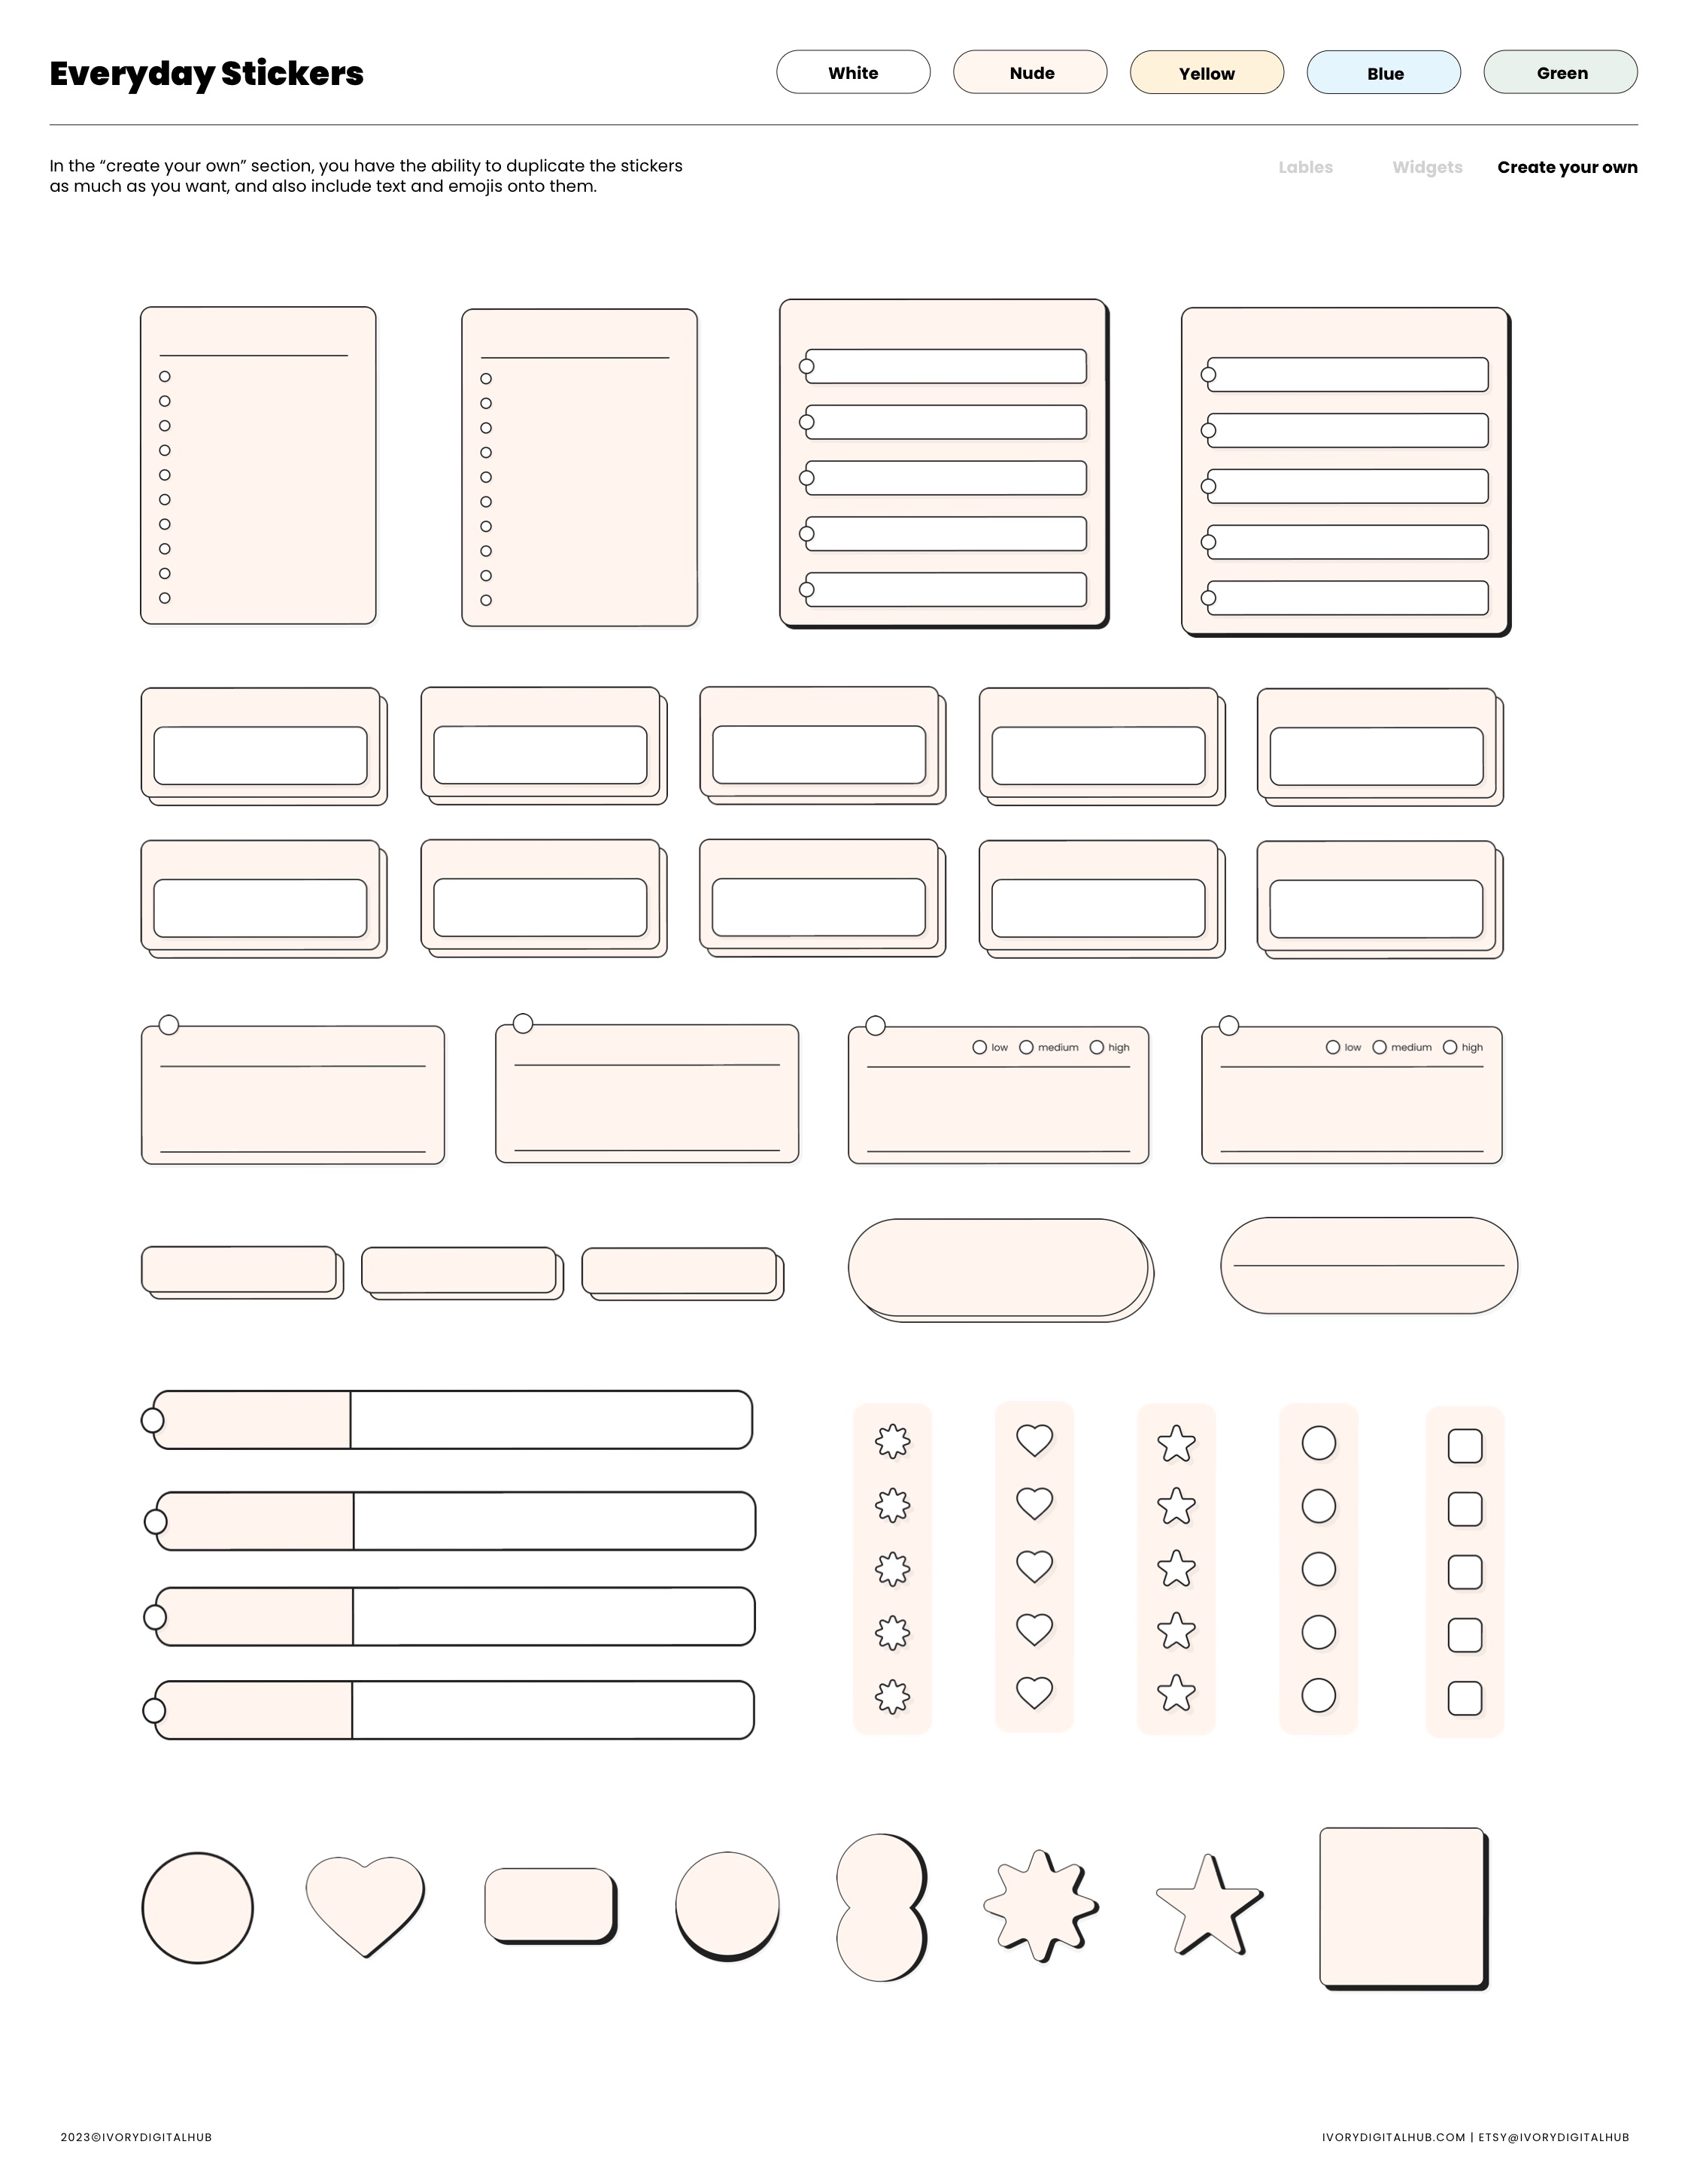 Everyday Stickers
White
Nude
Yellow
Blue
Green
In the “create your own” section, you have the ability to duplicate the stickers
as much as you want, and also include text and emojis onto them.
Lables
Widgets
Create your own
low medium high
low medium high
2023©IVORYDIGITALHUB
IVORYDIGITALHUB.COM | ETSY@IVORYDIGITALHUB